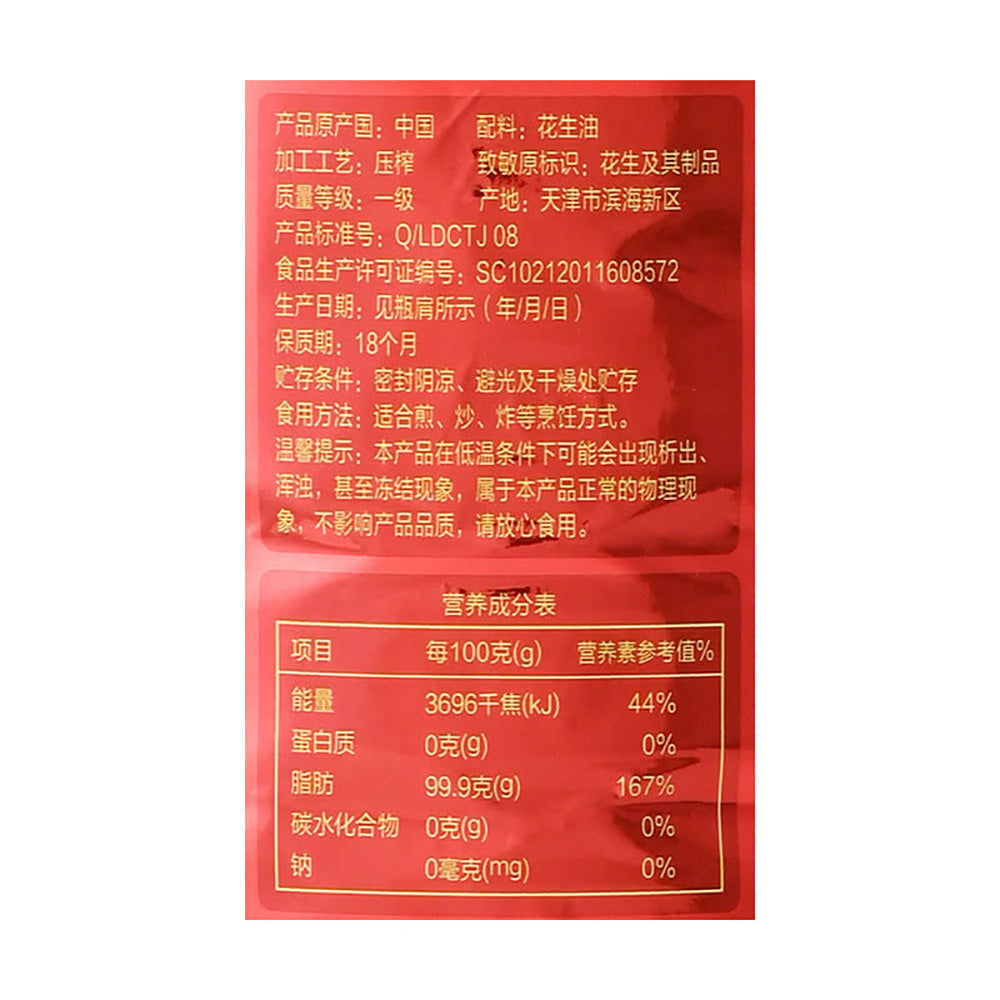 产品原产国：中国 配料：花生油
加工工艺：压榨 致敏原标识：花生及其制品
质量等级：一级 产地：天津市滨海新区
产品标准号：Q/LDCTJ 08
食品生产许可证编号：SC10212011608572
生产日期：见瓶肩所示（年/月/日）
保质期：18个月
贮存条件：密封阴凉、避光及干燥处贮存
食用方法：适合煎、炒、炸等烹饪方式。
温馨提示：本产品在低温条件下可能会出现析出、
浑浊，甚至冻结现象，属于本产品正常的物理现
象，不影响产品品质，请放心食用。
营养成分表
项目 每100克(g) 营养素参考值%
能量 3696千焦(kJ) 44%
蛋白质 0克(g) 0%
脂肪 99.9克(g) 167%
碳水化合物 0克(g) 0%
钠 0毫克(mg) 0%